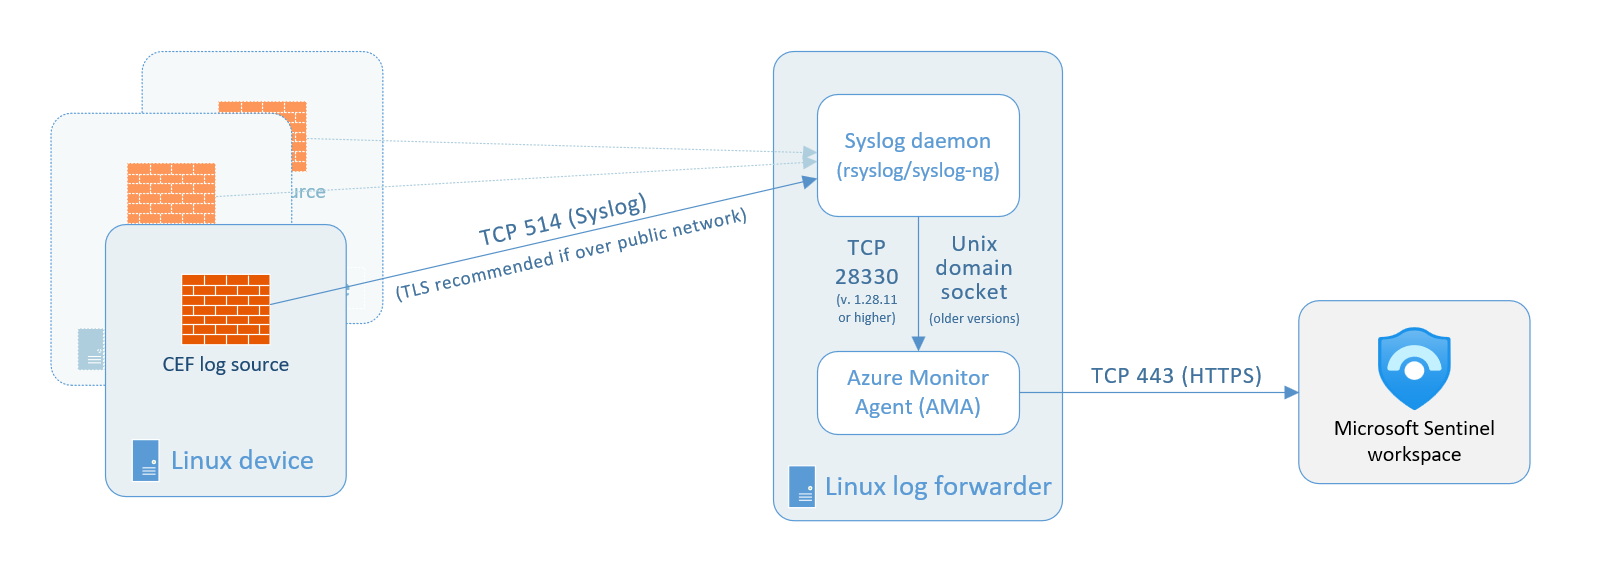 urce
CEF log source
Linux device
TCP 514 (Syslog)
(TLS recommended if over public network)
Syslog daemon
(rsyslog/syslog-ng)
TCP
28330
(v. 1.28.11
or higher)
Unix
domain
socket
(older versions)
Azure Monitor
Agent (AMA)
Linux log forwarder
TCP 443 (HTTPS)
Microsoft Sentinel
workspace